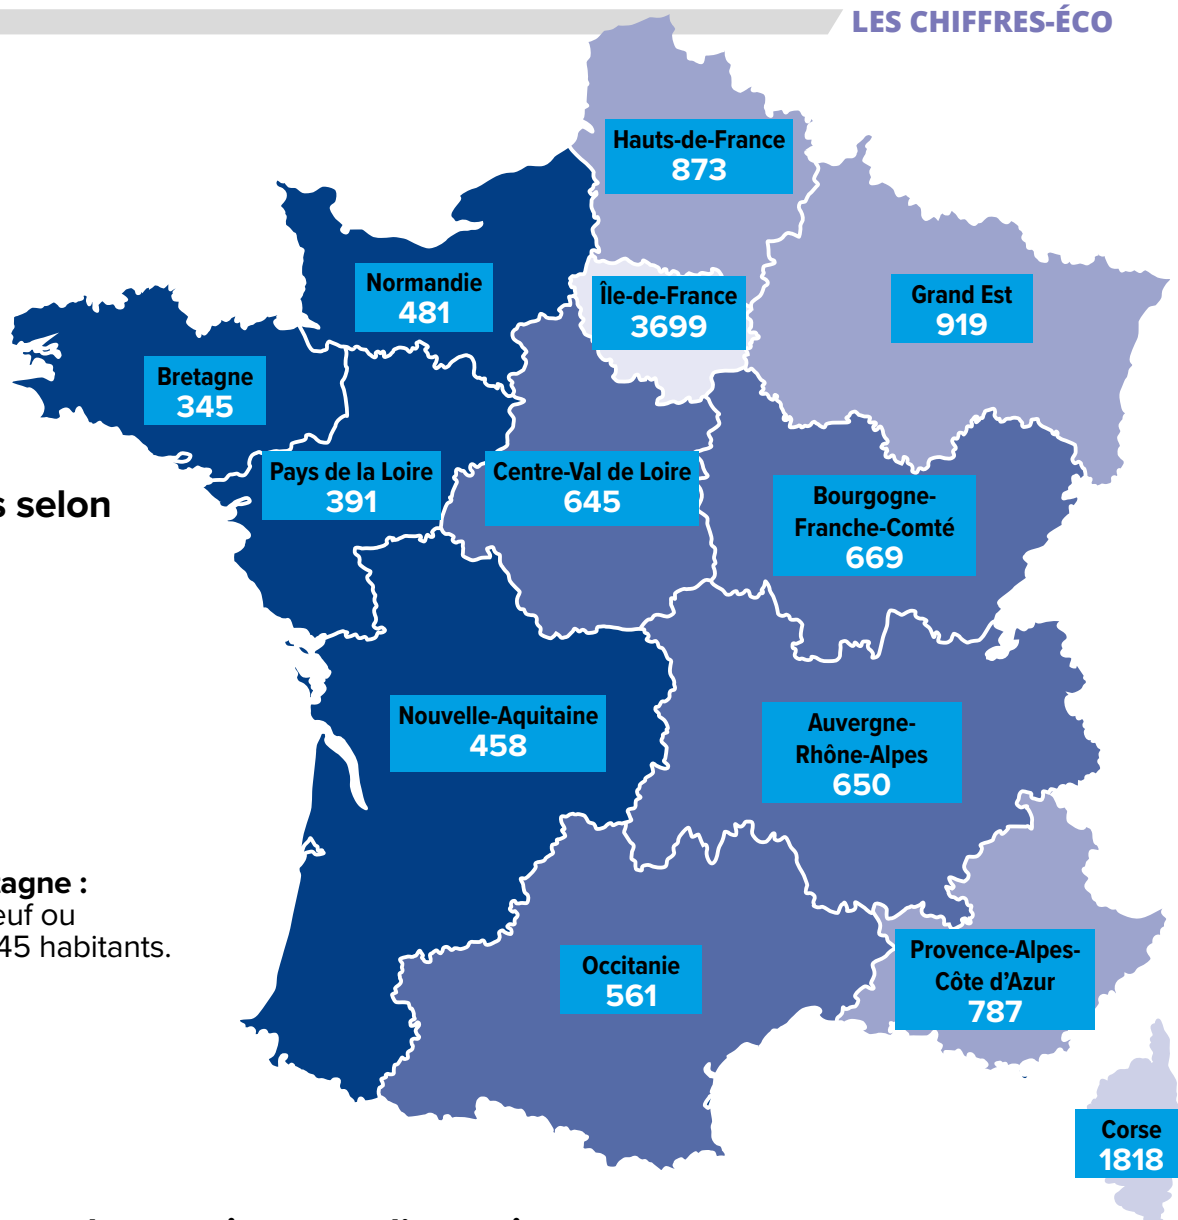 LES CHIFFRES-ÉCO
Hauts-de-France
873
Normandie
481
Île-de-France
3699
Grand Est
919
Bretagne
345
Pays de la Loire
391
Centre-Val de Loire
645
Bourgogne-
Franche-Comté
669
s selon
Nouvelle-Aquitaine
458
Auvergne-
Rhône-Alpes
650
tagne :
euf ou
45 habitants.
Occitanie
561
Provence-Alpes-
Côte d’Azur
787
Corse
1818